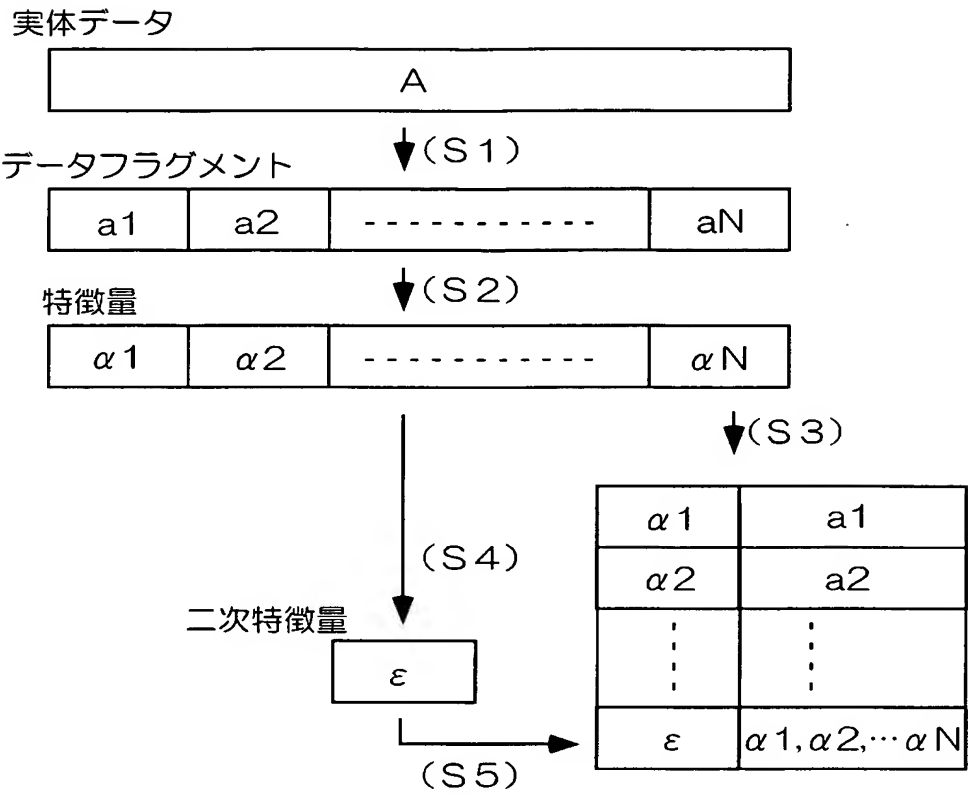 実体データ
A
(S1)
データフラグメント
a1 a2 ----------- aN
(S2)
特徴量
α1 α2 ----------- αN
(S3)
α1 a1
α2 a2
(S4)
二次特徴量
ε
ε α1,α2,…αN
(S5)